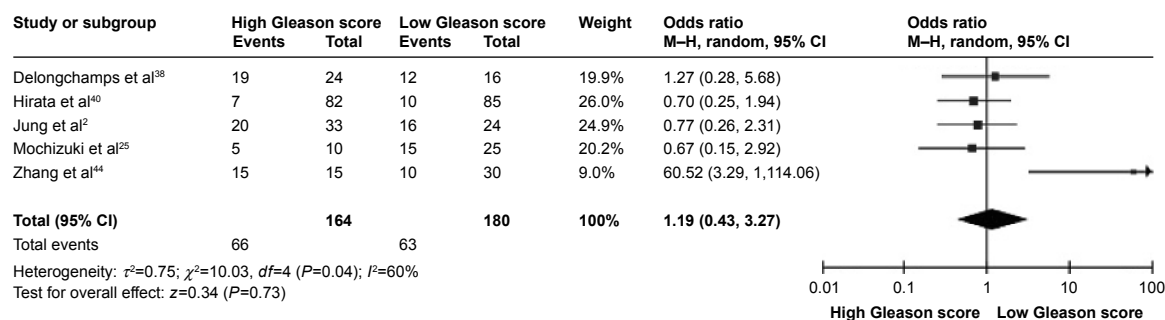 Study or subgroup High Gleason score Low Gleason score Weight Odds ratio Odds ratio
Events Total Events Total M–H, random, 95% CI M–H, random, 95% CI
Delongchamps et al³⁸ 19 24 12 16 19.9% 1.27 (0.28, 5.68)
Hirata et al⁴⁰ 7 82 10 85 26.0% 0.70 (0.25, 1.94)
Jung et al² 20 33 16 24 24.9% 0.77 (0.26, 2.31)
Mochizuki et al²⁵ 5 10 15 25 20.2% 0.67 (0.15, 2.92)
Zhang et al⁴⁴ 15 15 10 30 9.0% 60.52 (3.29, 1,114.06)
Total (95% CI) 164 180 100% 1.19 (0.43, 3.27)
Total events 66 63
Heterogeneity: τ²=0.75; χ²=10.03, df=4 (P=0.04); I²=60%
Test for overall effect: z=0.34 (P=0.73)
0.01 0.1 1 10 100
High Gleason score Low Gleason score